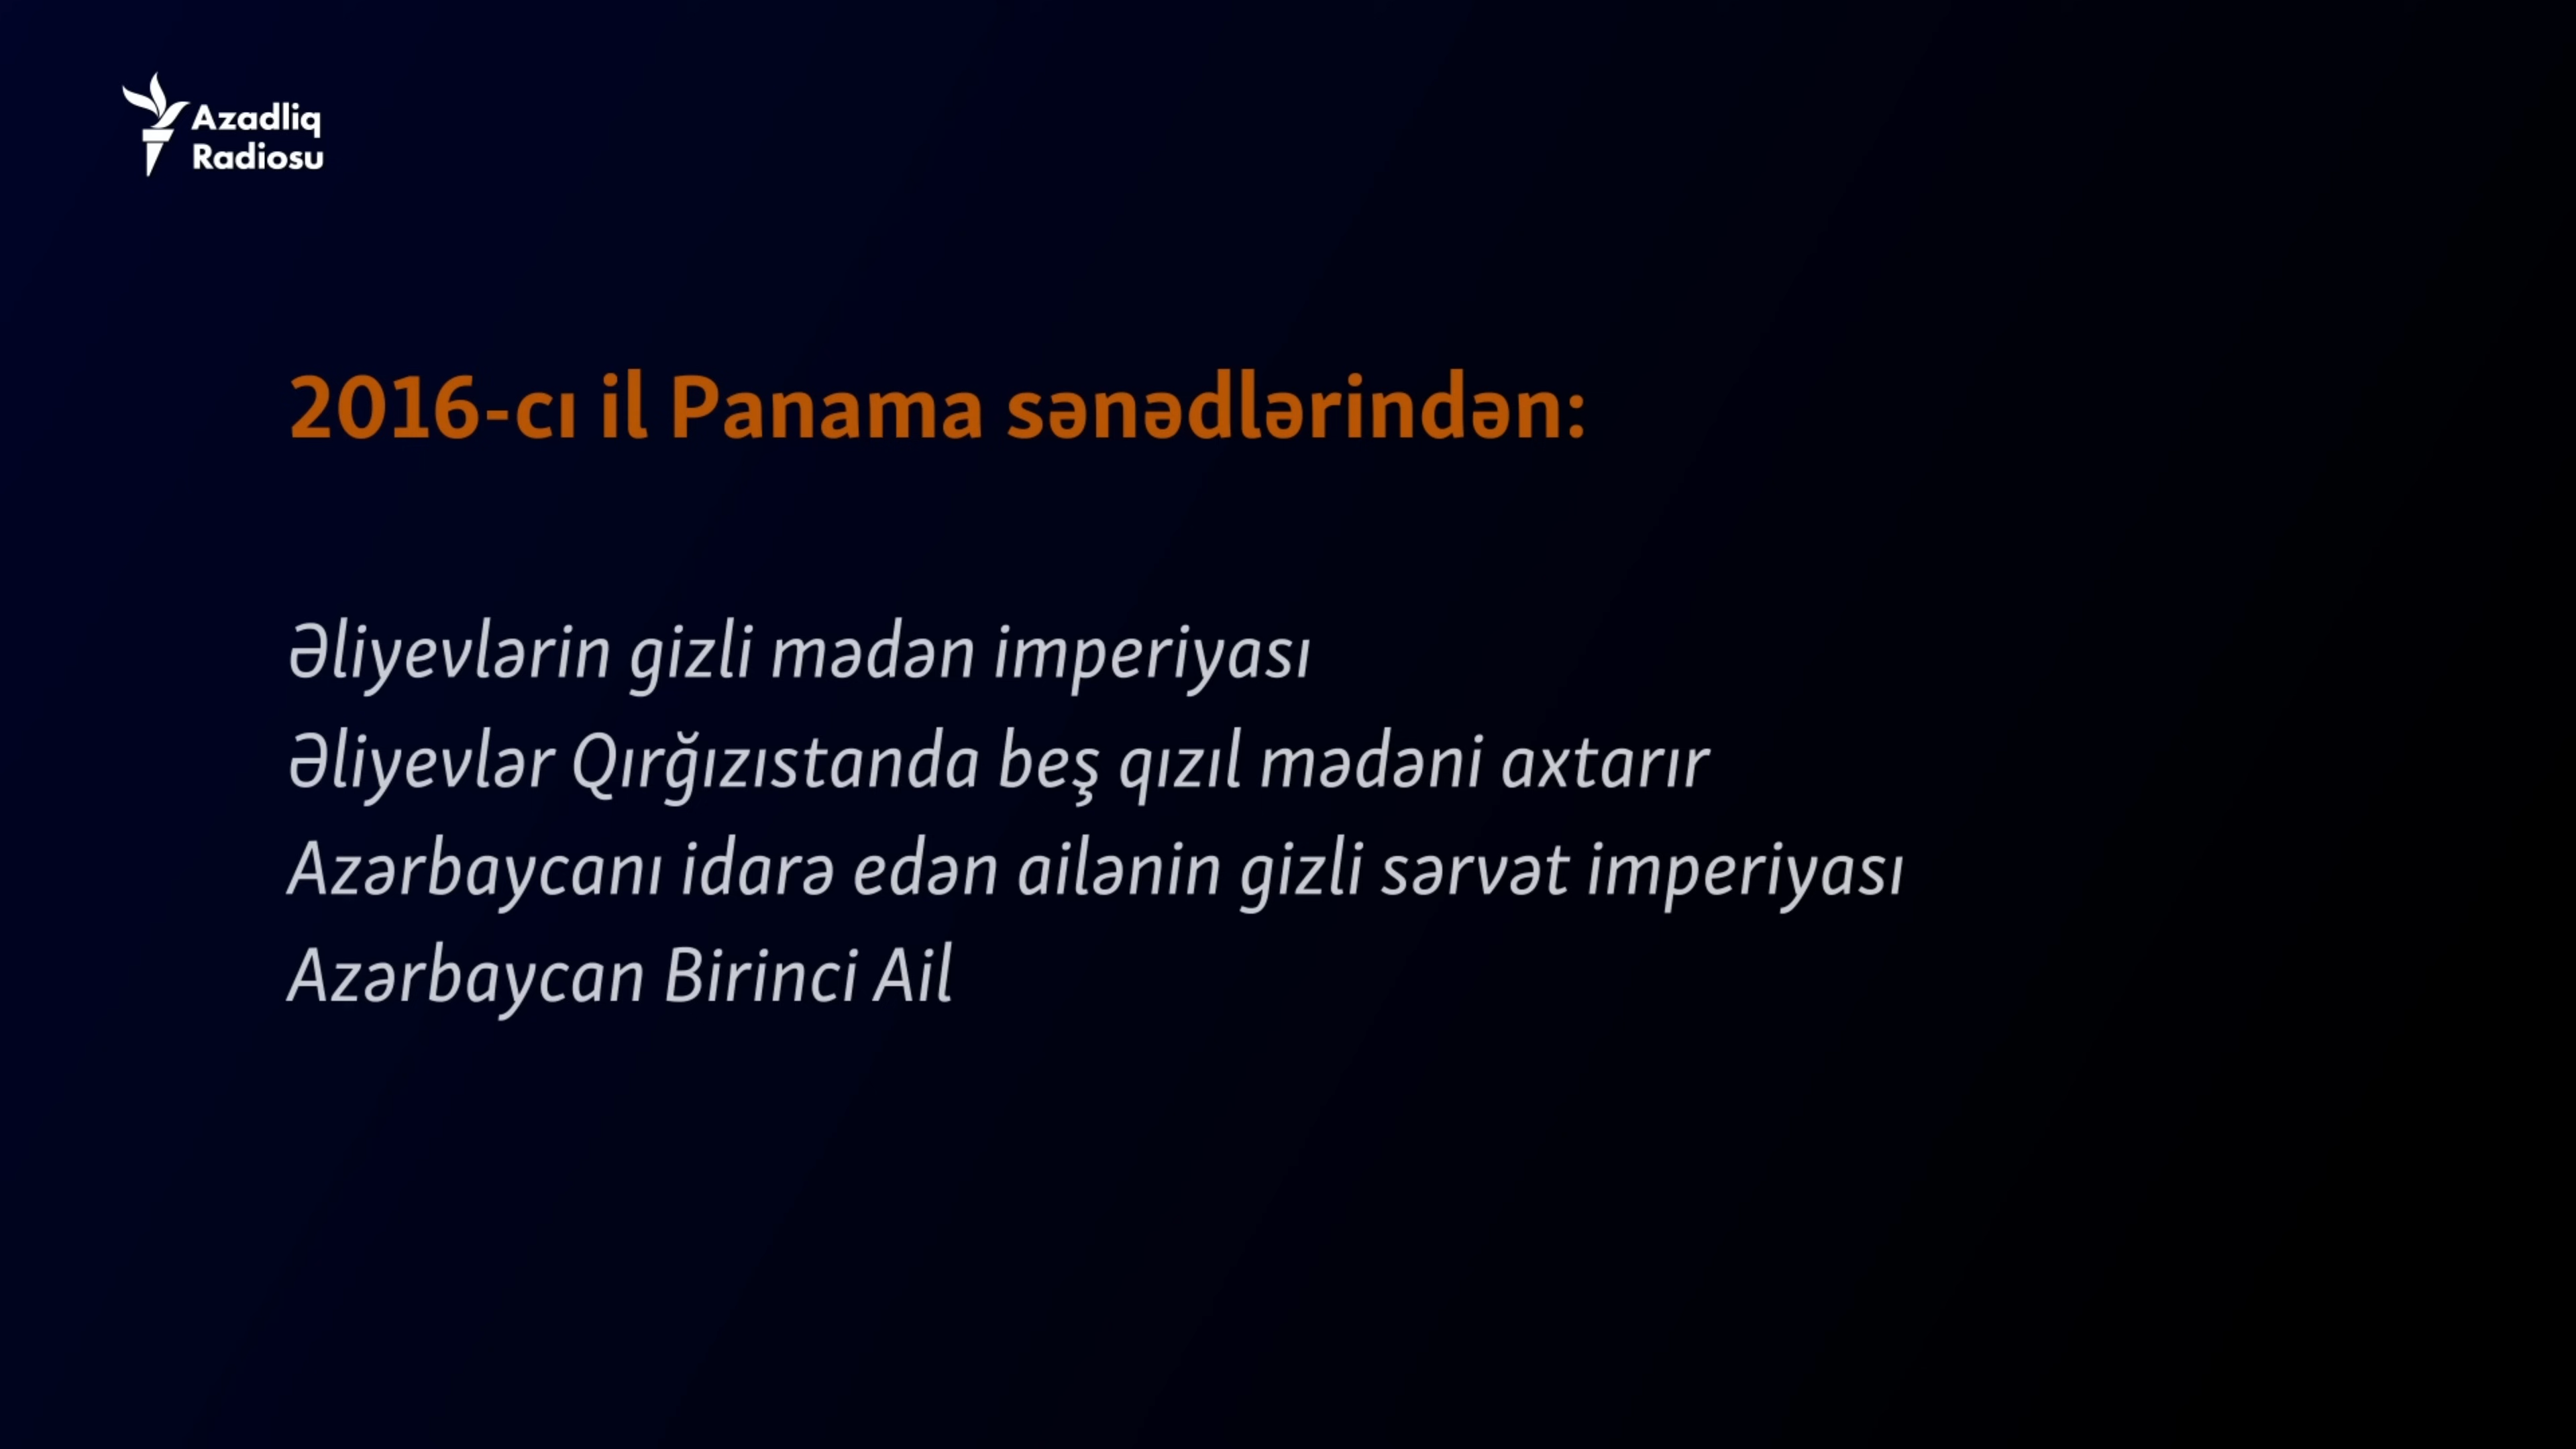 Azadliq
Radiosu
2016-cı il Panama sənədlərindən:
Əliyevlərin gizli mədən imperiyası
Əliyevlər Qırğızıstanda beş qızıl mədəni axtarır
Azərbaycanı idarə edən ailənin gizli sərvət imperiyası
Azərbaycan Birinci Ail